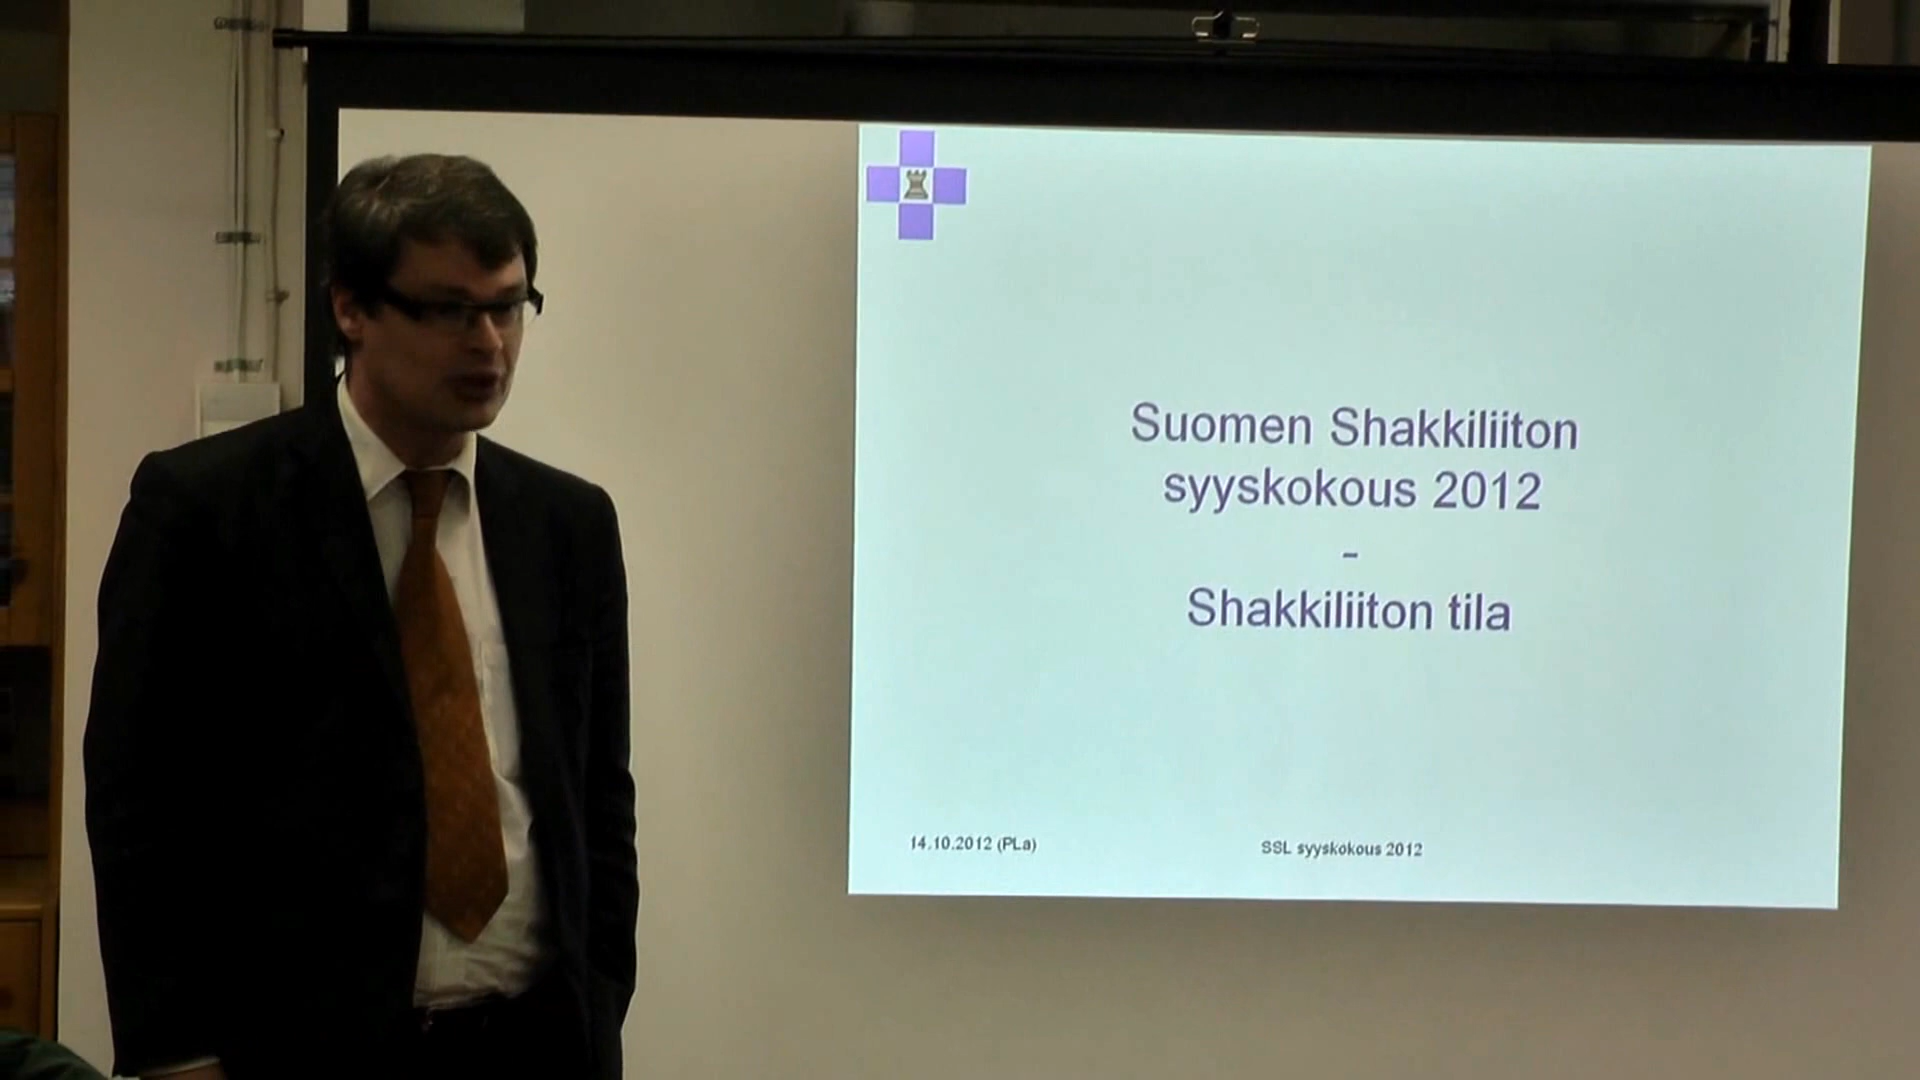 Suomen Shakkiliiton
syyskokous 2012
-
Shakkiliiton tila
14.10.2012 (PLa)
SSL syyskokous 2012